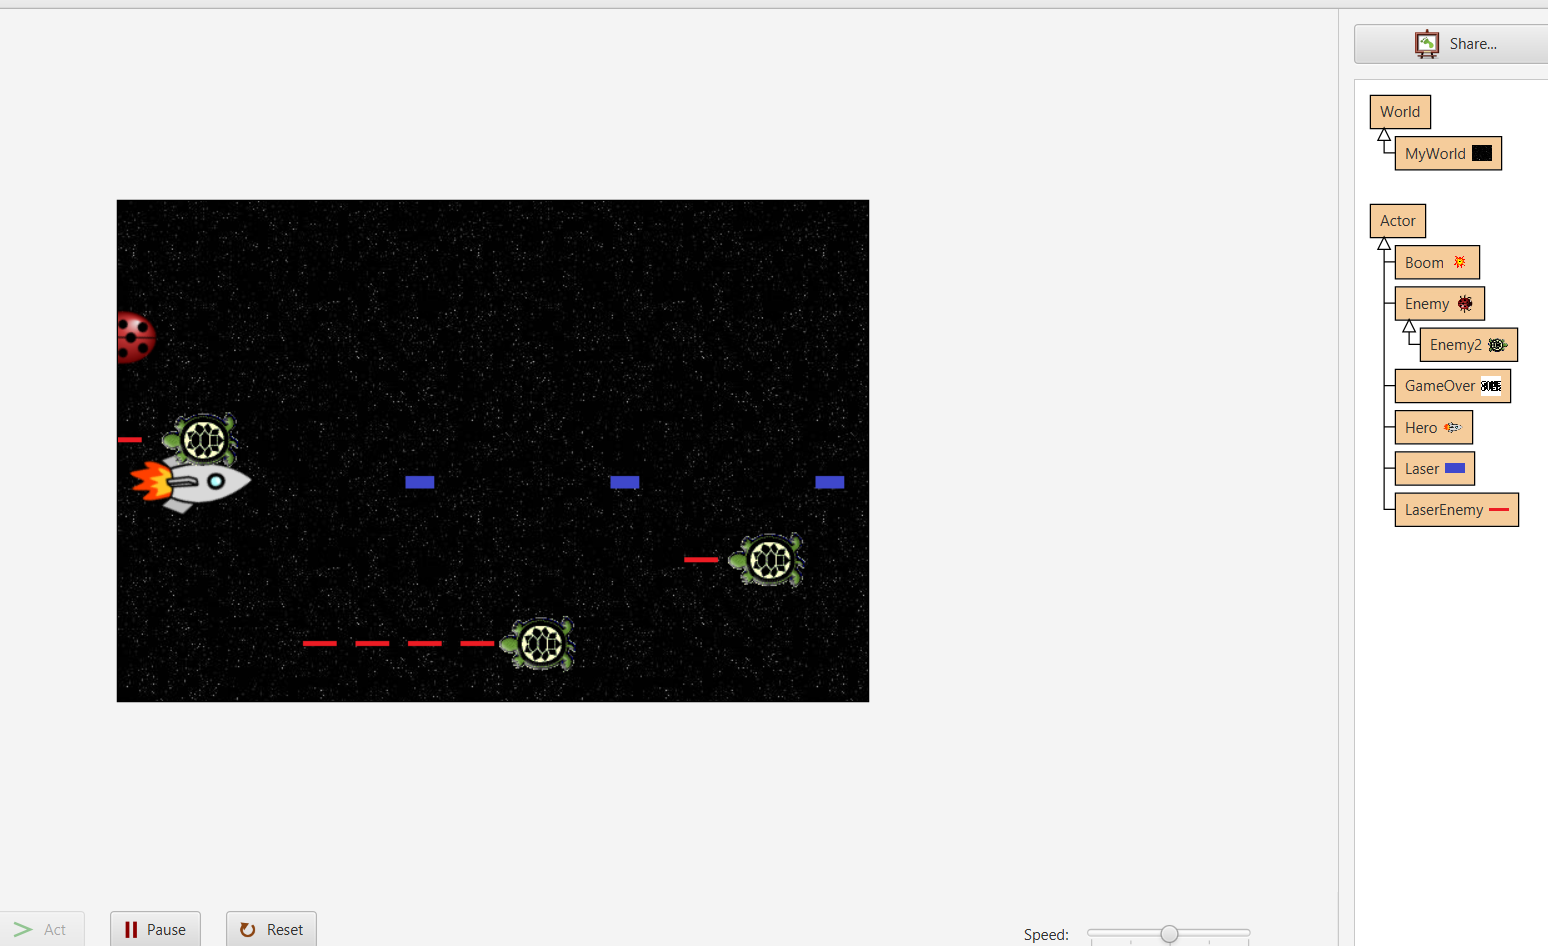 Share...
World
MyWorld
Actor
Boom
Enemy
Enemy2
GameOver
Hero
Laser
LaserEnemy
Act
Pause
Reset
Speed: